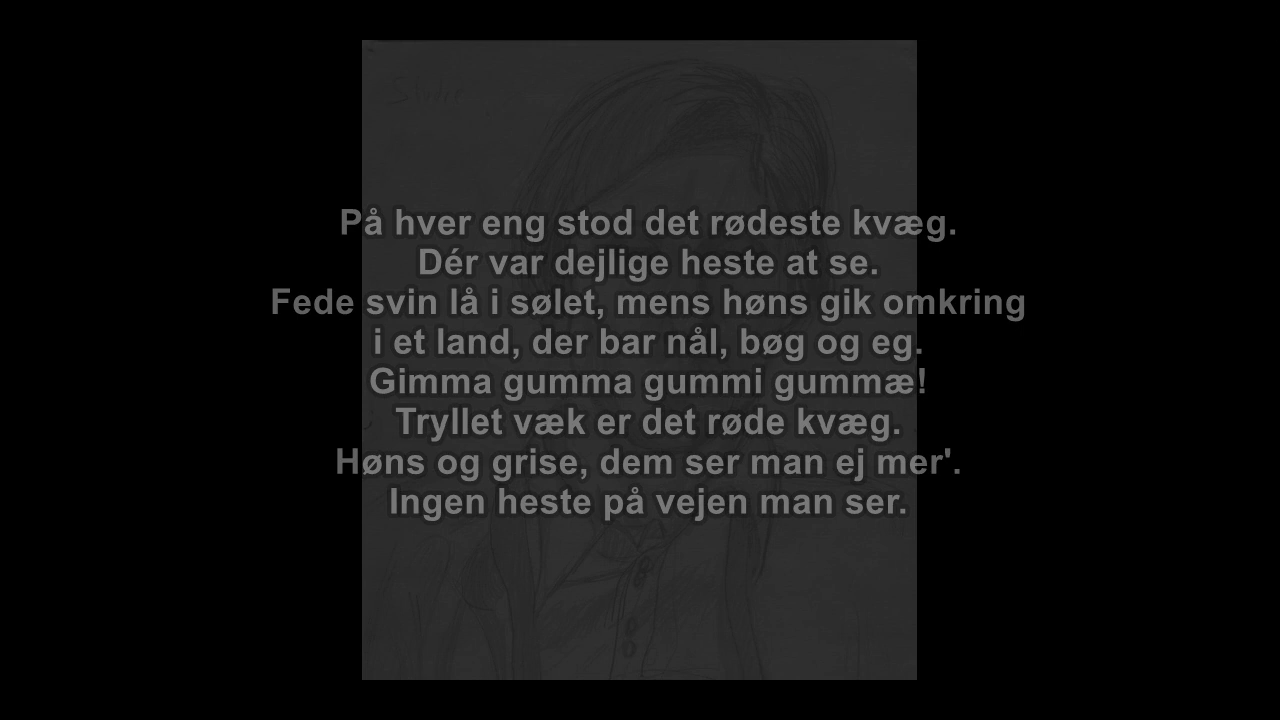 På hver eng stod det rødeste kvæg.
Dér var dejlige heste at se.
Fede svin lå i sølet, mens høns gik omkring
i et land, der bar nål, bøg og eg.
Gimma gumma gummi gummæ!
Tryllet væk er det røde kvæg.
Høns og grise, dem ser man ej mer'.
Ingen heste på vejen man ser.